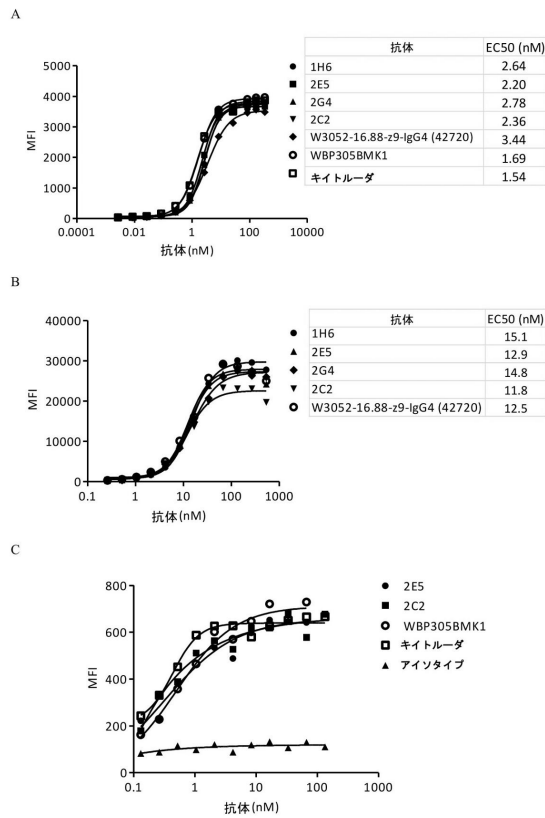 A
5000
4000
3000
2000
1000
0
MFI
0.0001 0.01 1 100 10000
抗体(nM)
1H6
2E5
2G4
2C2
W3052-16.88-z9-IgG4 (42720)
WBP305BMK1
キイトルーダ
抗体 EC50 (nM)
2.64
2.20
2.78
2.36
3.44
1.69
1.54
B
40000
30000
20000
10000
0
MFI
0.1 1 10 100 1000
抗体(nM)
1H6
2E5
2G4
2C2
W3052-16.88-z9-IgG4 (42720)
抗体 EC50 (nM)
15.1
12.9
14.8
11.8
12.5
C
800
600
400
200
0
MFI
0.1 1 10 100 1000
抗体(nM)
2E5
2C2
WBP305BMK1
キイトルーダ
アイソタイプ